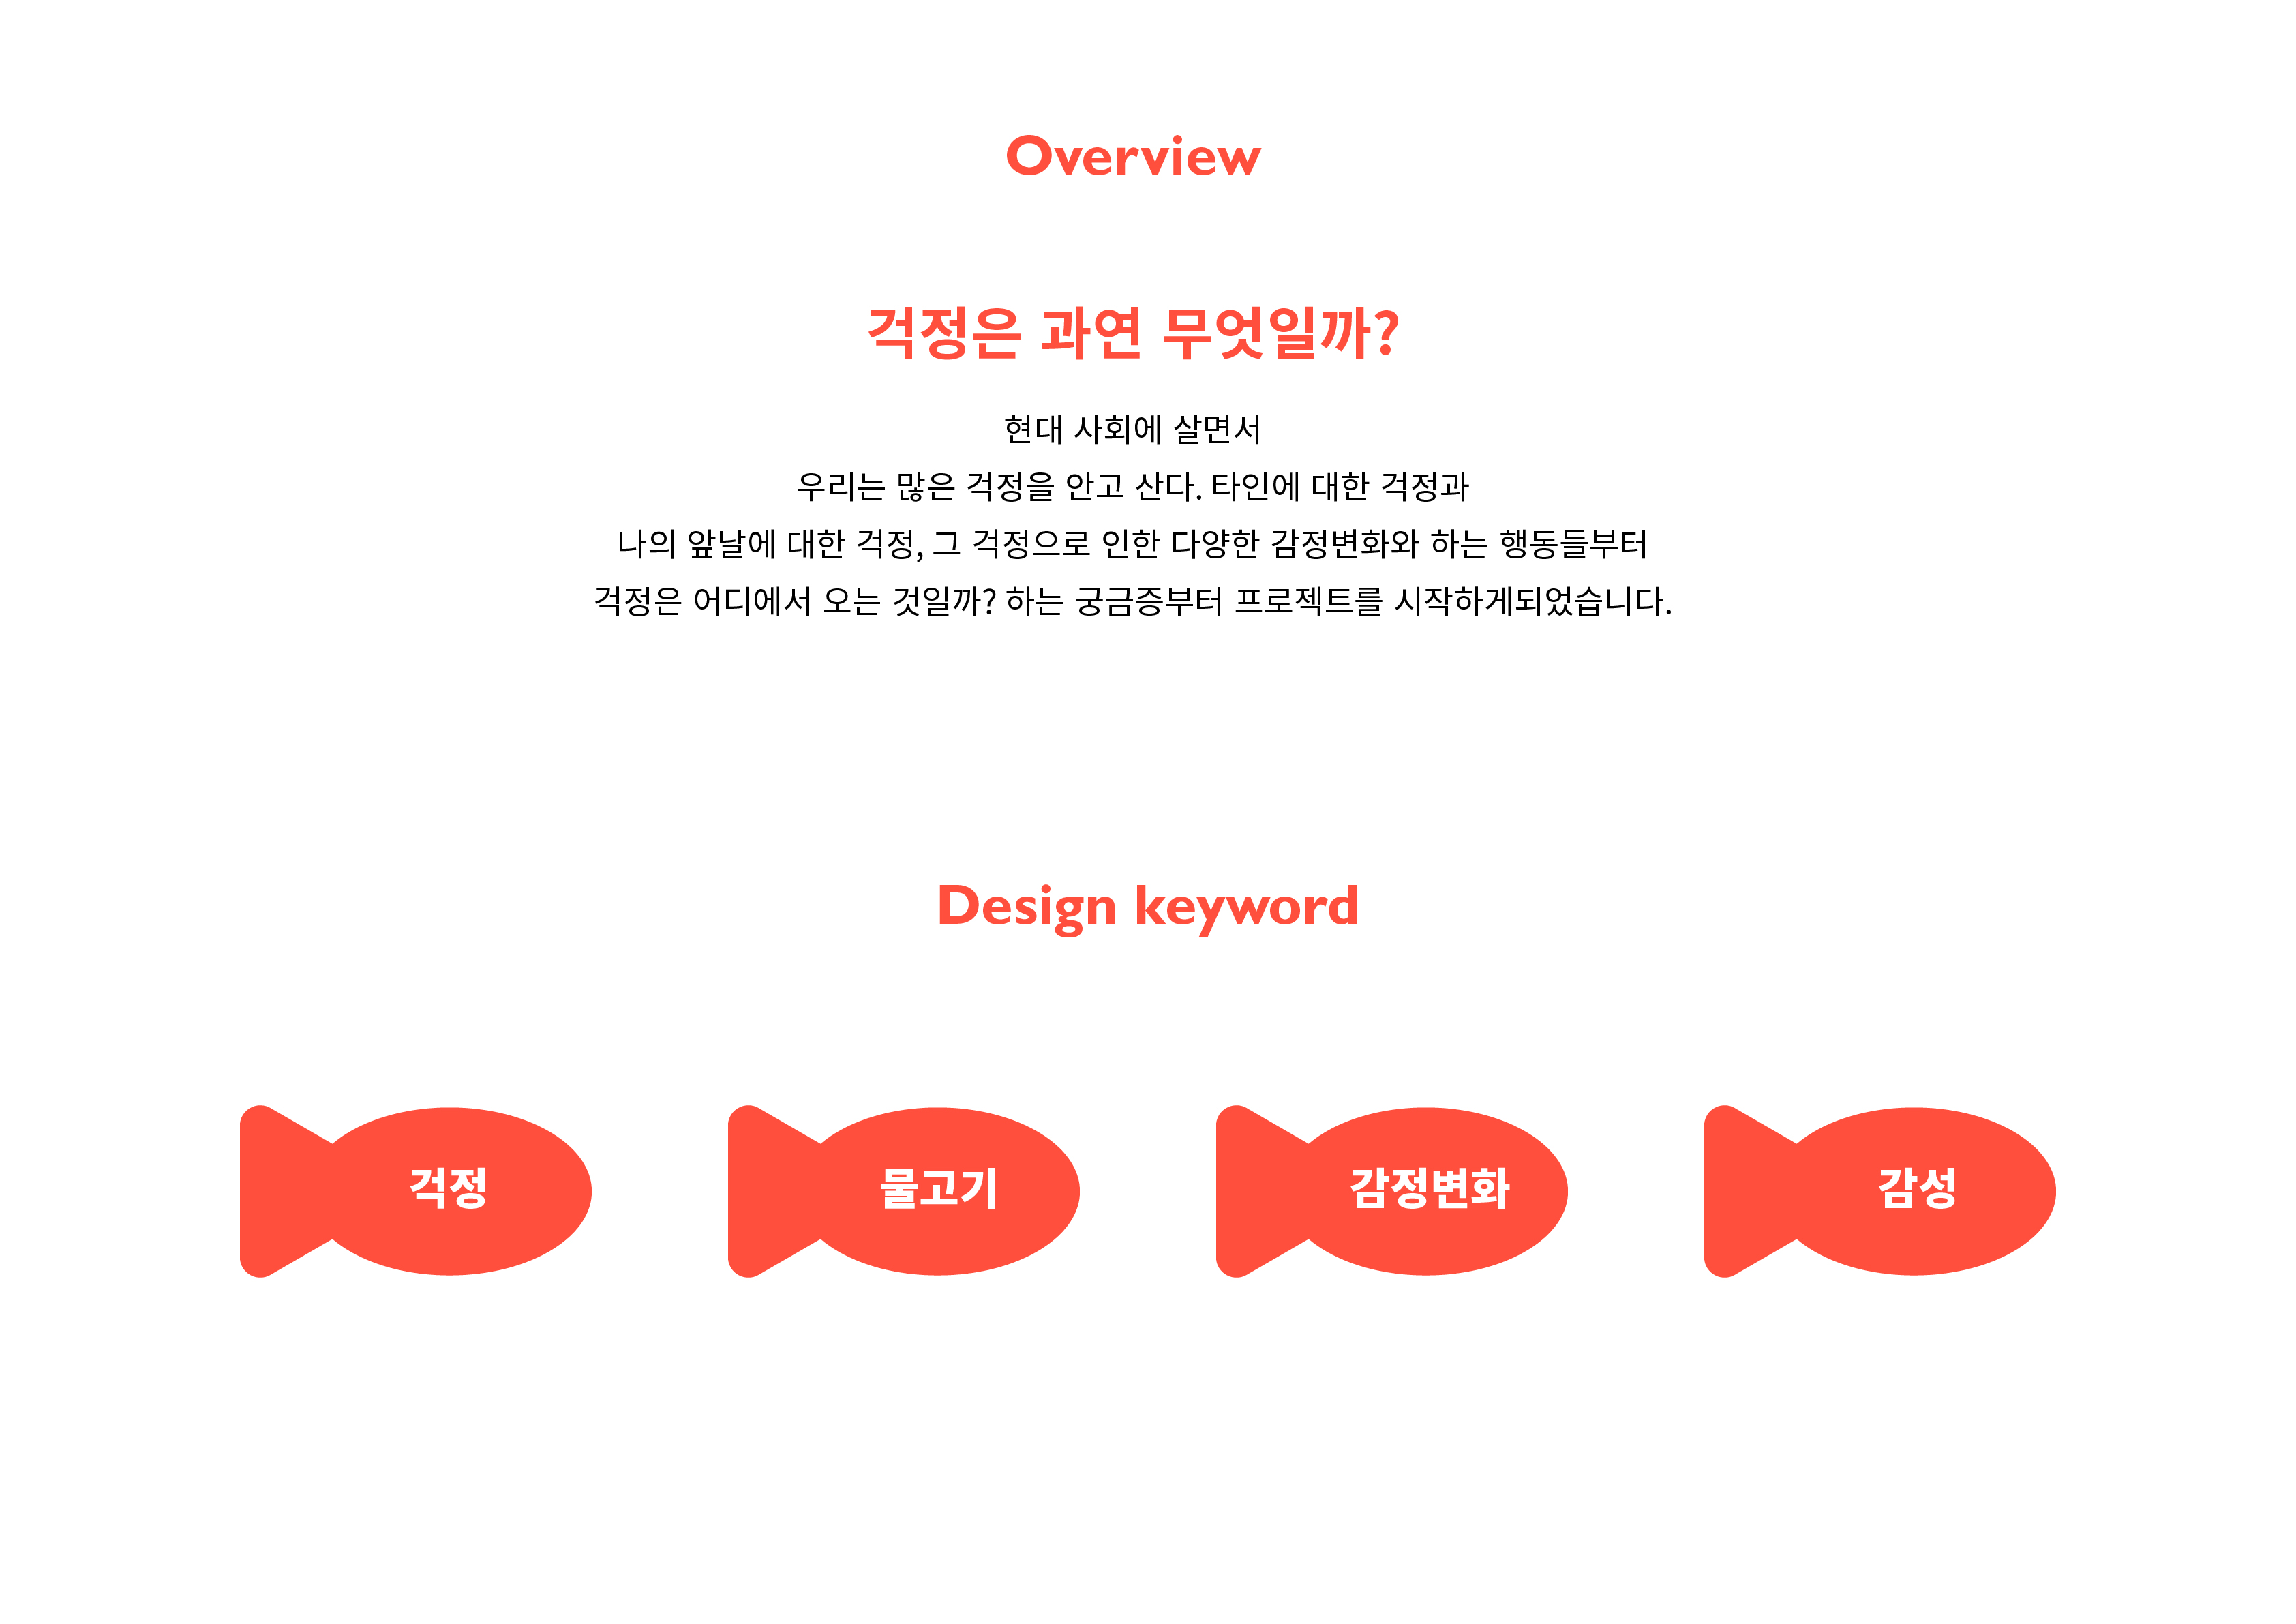 Overview
걱정은 과연 무엇일까?
현대 사회에 살면서
우리는 많은 걱정을 안고 산다. 타인에 대한 걱정과
나의 앞날에 대한 걱정, 그 걱정으로 인한 다양한 감정변화와 하는 행동들부터
걱정은 어디에서 오는 것일까? 하는 궁금증부터 프로젝트를 시작하게되었습니다.
Design keyword
걱정
물고기
감정변화
감성